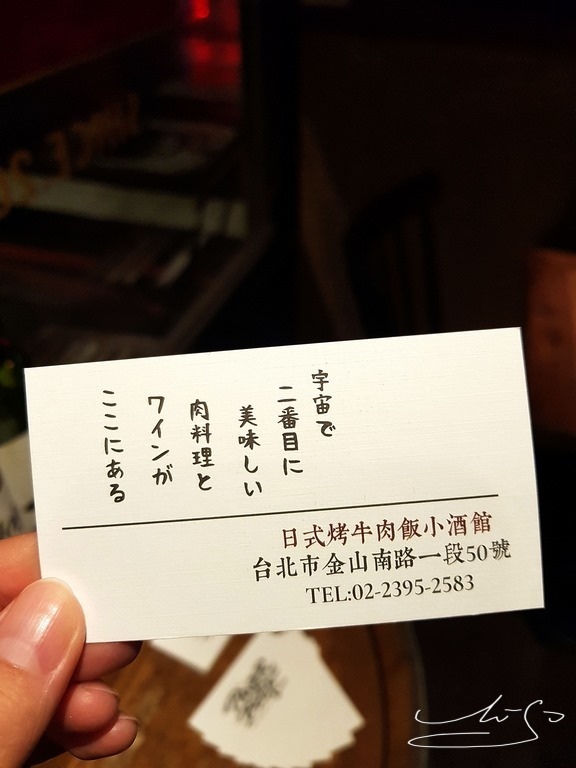 宇宙で
二番目に
美味しい
肉料理と
ワインが
ここにある
日式烤牛肉飯小酒館
台北市金山南路一段50號
TEL:02-2395-2583